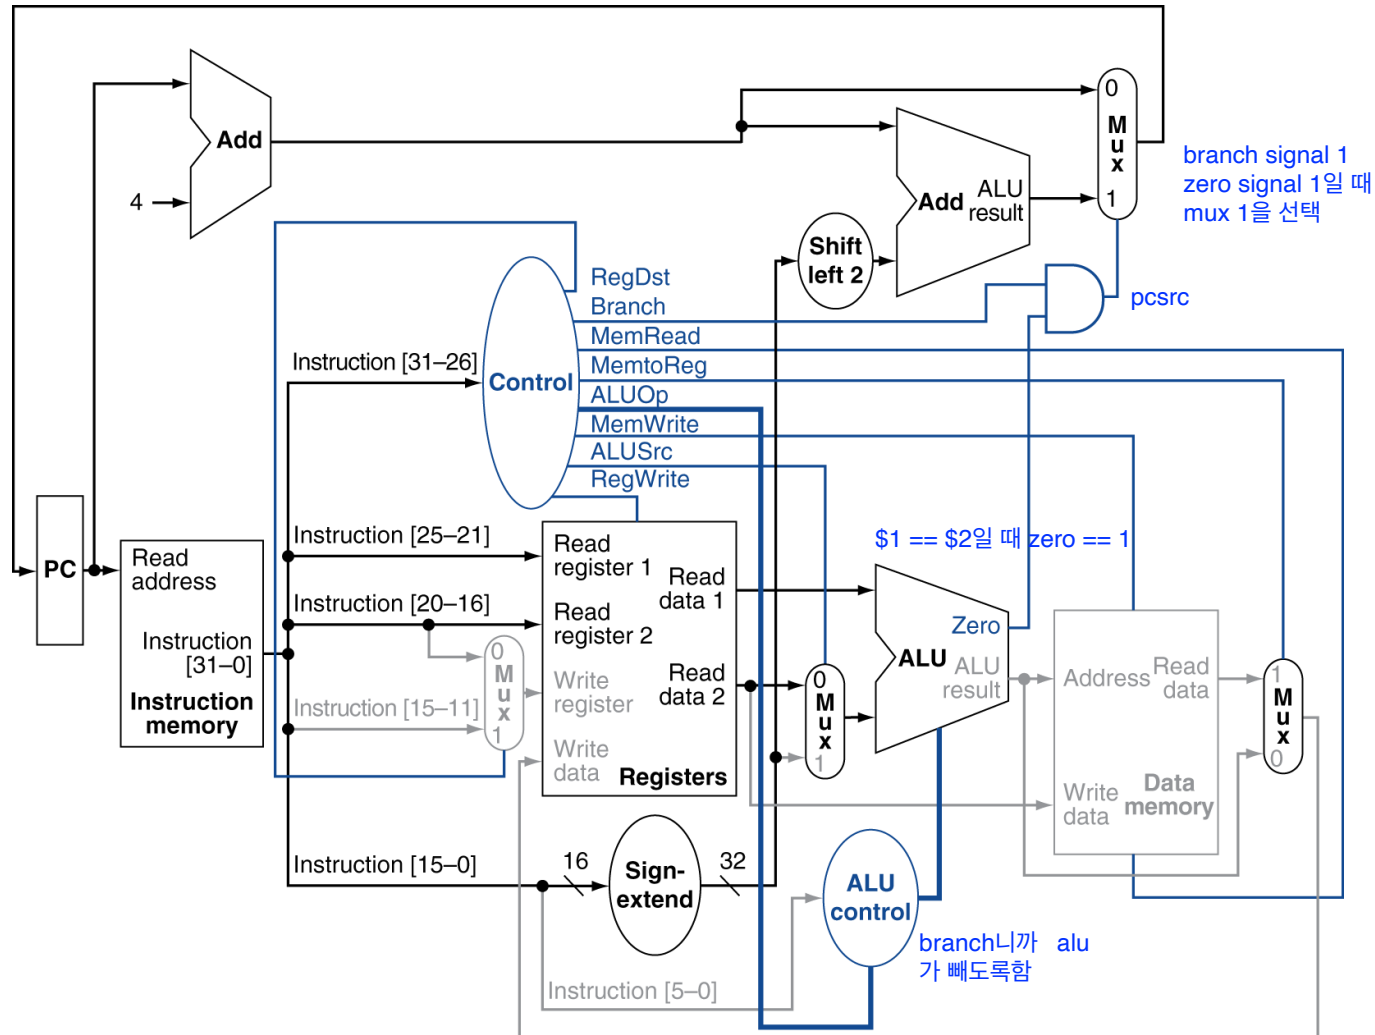 Add
4
0
M
u
x
1
Add
ALU
result
Shift
left 2
branch signal 1
zero signal 1일 때
mux 1을 선택
pcsrc
RegDst
Branch
MemRead
MemtoReg
ALUOp
MemWrite
ALUSrc
RegWrite
Control
Instruction [31–26]
Instruction [25–21]
Instruction [20–16]
Instruction [15–11]
Instruction [15–0]
Instruction [5–0]
PC
Read
address
Instruction
[31–0]
Instruction
memory
0
M
u
x
1
Read
register 1
Read
register 2
Write
register
Write
data
Read
data 1
Read
data 2
Registers
$1 == $2일 때 zero == 1
0
M
u
x
1
Zero
ALU
ALU
result
Address
Read
data
Write
data
Data
memory
1
M
u
x
0
16
Sign-
extend
32
ALU
control
branch니까 alu
가 빼도록함